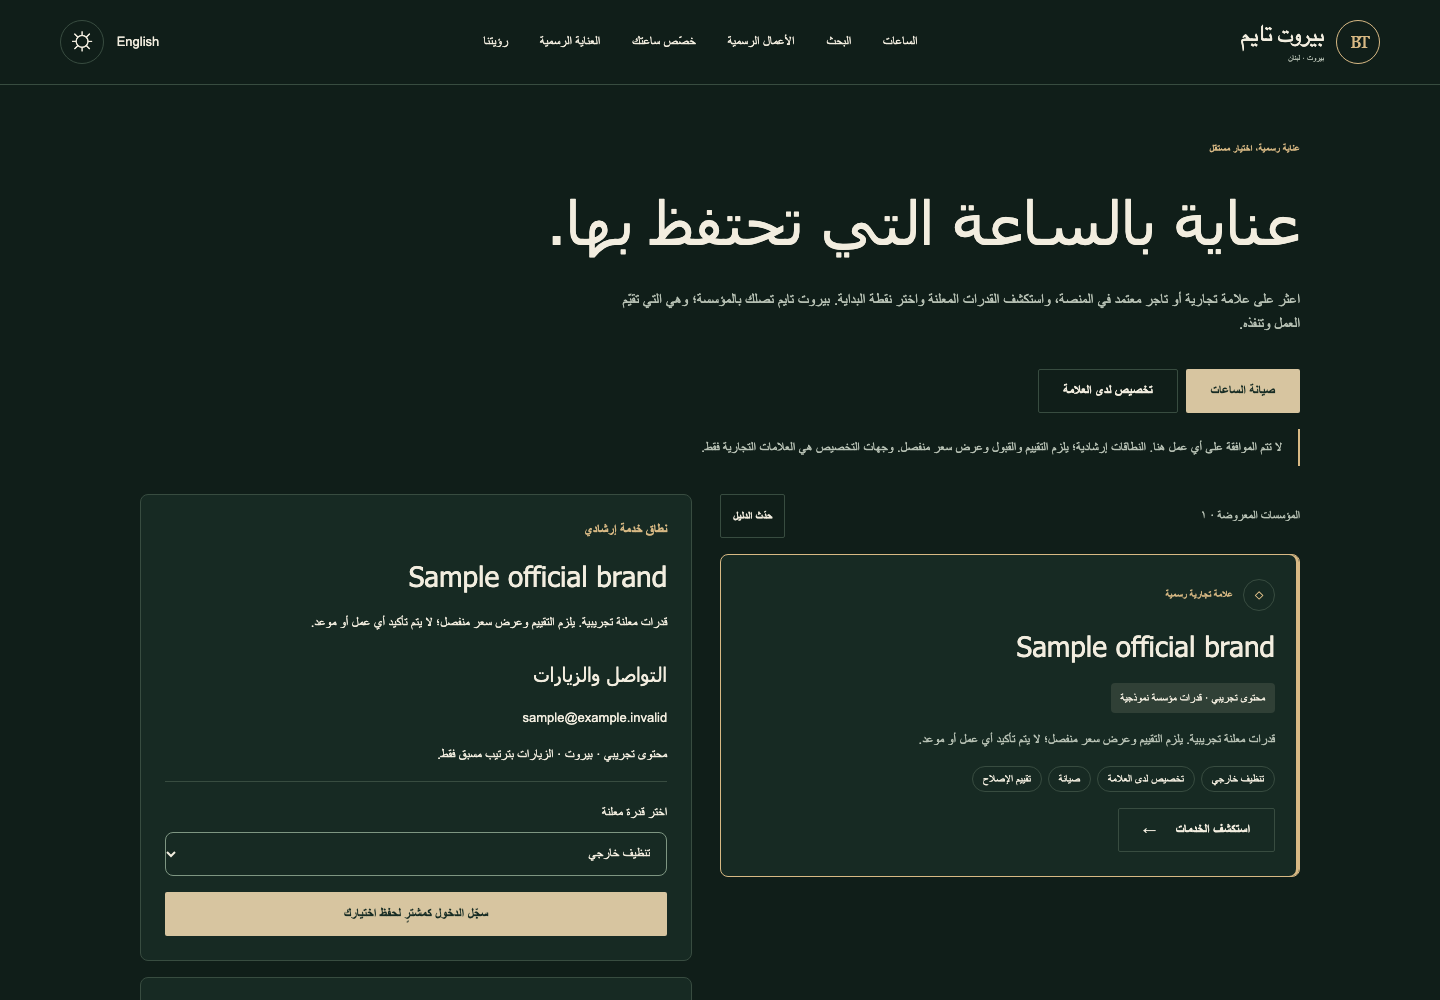 BT
بيروت تايم
بيروت · لبنان
الساعات
البحث
الأعمال الرسمية
خصّص ساعتك
العناية الرسمية
رؤيتنا
English
عناية رسمية، اختيار مستقل
عناية بالساعة التي تحتفظ بها.
اعثر على علامة تجارية أو تاجر معتمد في المنصة، واستكشف القدرات المعلنة واختر نقطة البداية. بيروت تايم تصلك بالمؤسسة؛ وهي التي تقيّم
العمل وتنفذه.
صيانة الساعات
تخصيص لدى العلامة
لا تتم الموافقة على أي عمل هنا. النطاقات إرشادية؛ يلزم التقييم والقبول وعرض سعر منفصل. وجهات التخصيص هي العلامات التجارية فقط.
المؤسسات المعروضة · ١
حدّث الدليل
◇
علامة تجارية رسمية
Sample official brand
محتوى تجريبي · قدرات مؤسسة نموذجية
قدرات معلنة تجريبية. يلزم التقييم وعرض سعر منفصل؛ لا يتم تأكيد أي عمل أو موعد.
تنظيف خارجي
تخصيص لدى العلامة
صيانة
تقييم الإصلاح
استكشف الخدمات ←
نطاق خدمة إرشادي
Sample official brand
قدرات معلنة تجريبية. يلزم التقييم وعرض سعر منفصل؛ لا يتم تأكيد أي عمل أو موعد.
التواصل والزيارات
sample@example.invalid
محتوى تجريبي · بيروت · الزيارات بترتيب مسبق فقط.
اختر قدرة معلنة
تنظيف خارجي
سجّل الدخول كمشترٍ لحفظ اختيارك